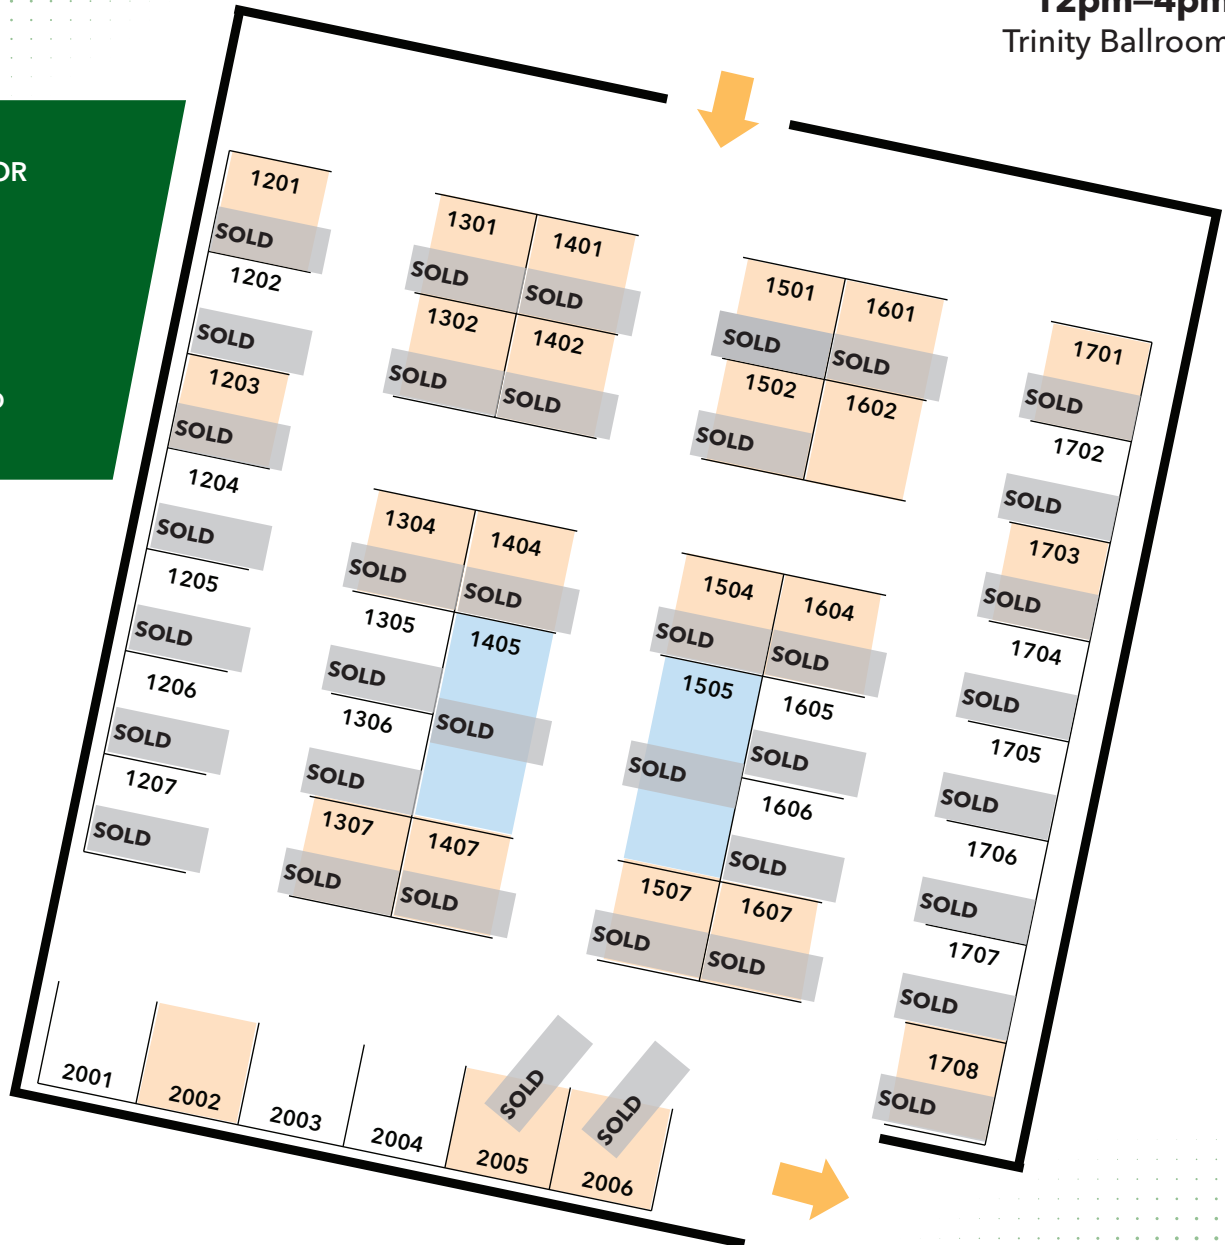 12pm–4pm
Trinity Ballroom
OR
1201
SOLD
1202
SOLD
1203
SOLD
1204
SOLD
1205
SOLD
1206
SOLD
1207
SOLD
1301
SOLD
1401
SOLD
1302
SOLD
1402
SOLD
1304
SOLD
1404
SOLD
1305
SOLD
1405
SOLD
1306
SOLD
1307
SOLD
1407
SOLD
1501
SOLD
1601
SOLD
1502
SOLD
1602
1504
SOLD
1604
SOLD
1505
SOLD
1605
SOLD
1606
SOLD
1507
SOLD
1607
SOLD
1701
SOLD
1702
SOLD
1703
SOLD
1704
SOLD
1705
SOLD
1706
SOLD
1707
SOLD
1708
SOLD
2001
2002
2003
2004
SOLD
2005
SOLD
2006